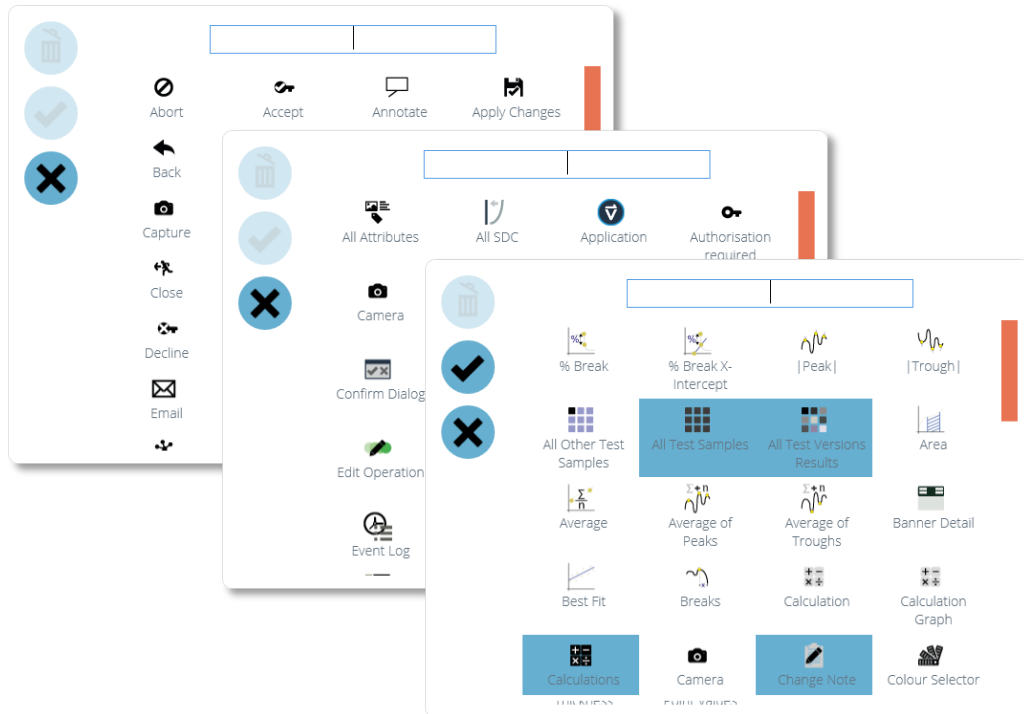 Abort
Accept
Annotate
Apply Changes
Back
Capture
Close
Decline
Email
All Attributes
All SDC
Application
Authorisation
required
Camera
Confirm Dialog
Edit Operation
Event Log
% Break
% Break X-
Intercept
|Peak|
|Trough|
All Other Test
Samples
All Test Samples
All Test Versions
Results
Area
Average
Average of
Peaks
Average of
Troughs
Banner Detail
Best Fit
Breaks
Calculation
Calculation
Graph
Calculations
Camera
Change Note
Colour Selector
Thickness
Point Values